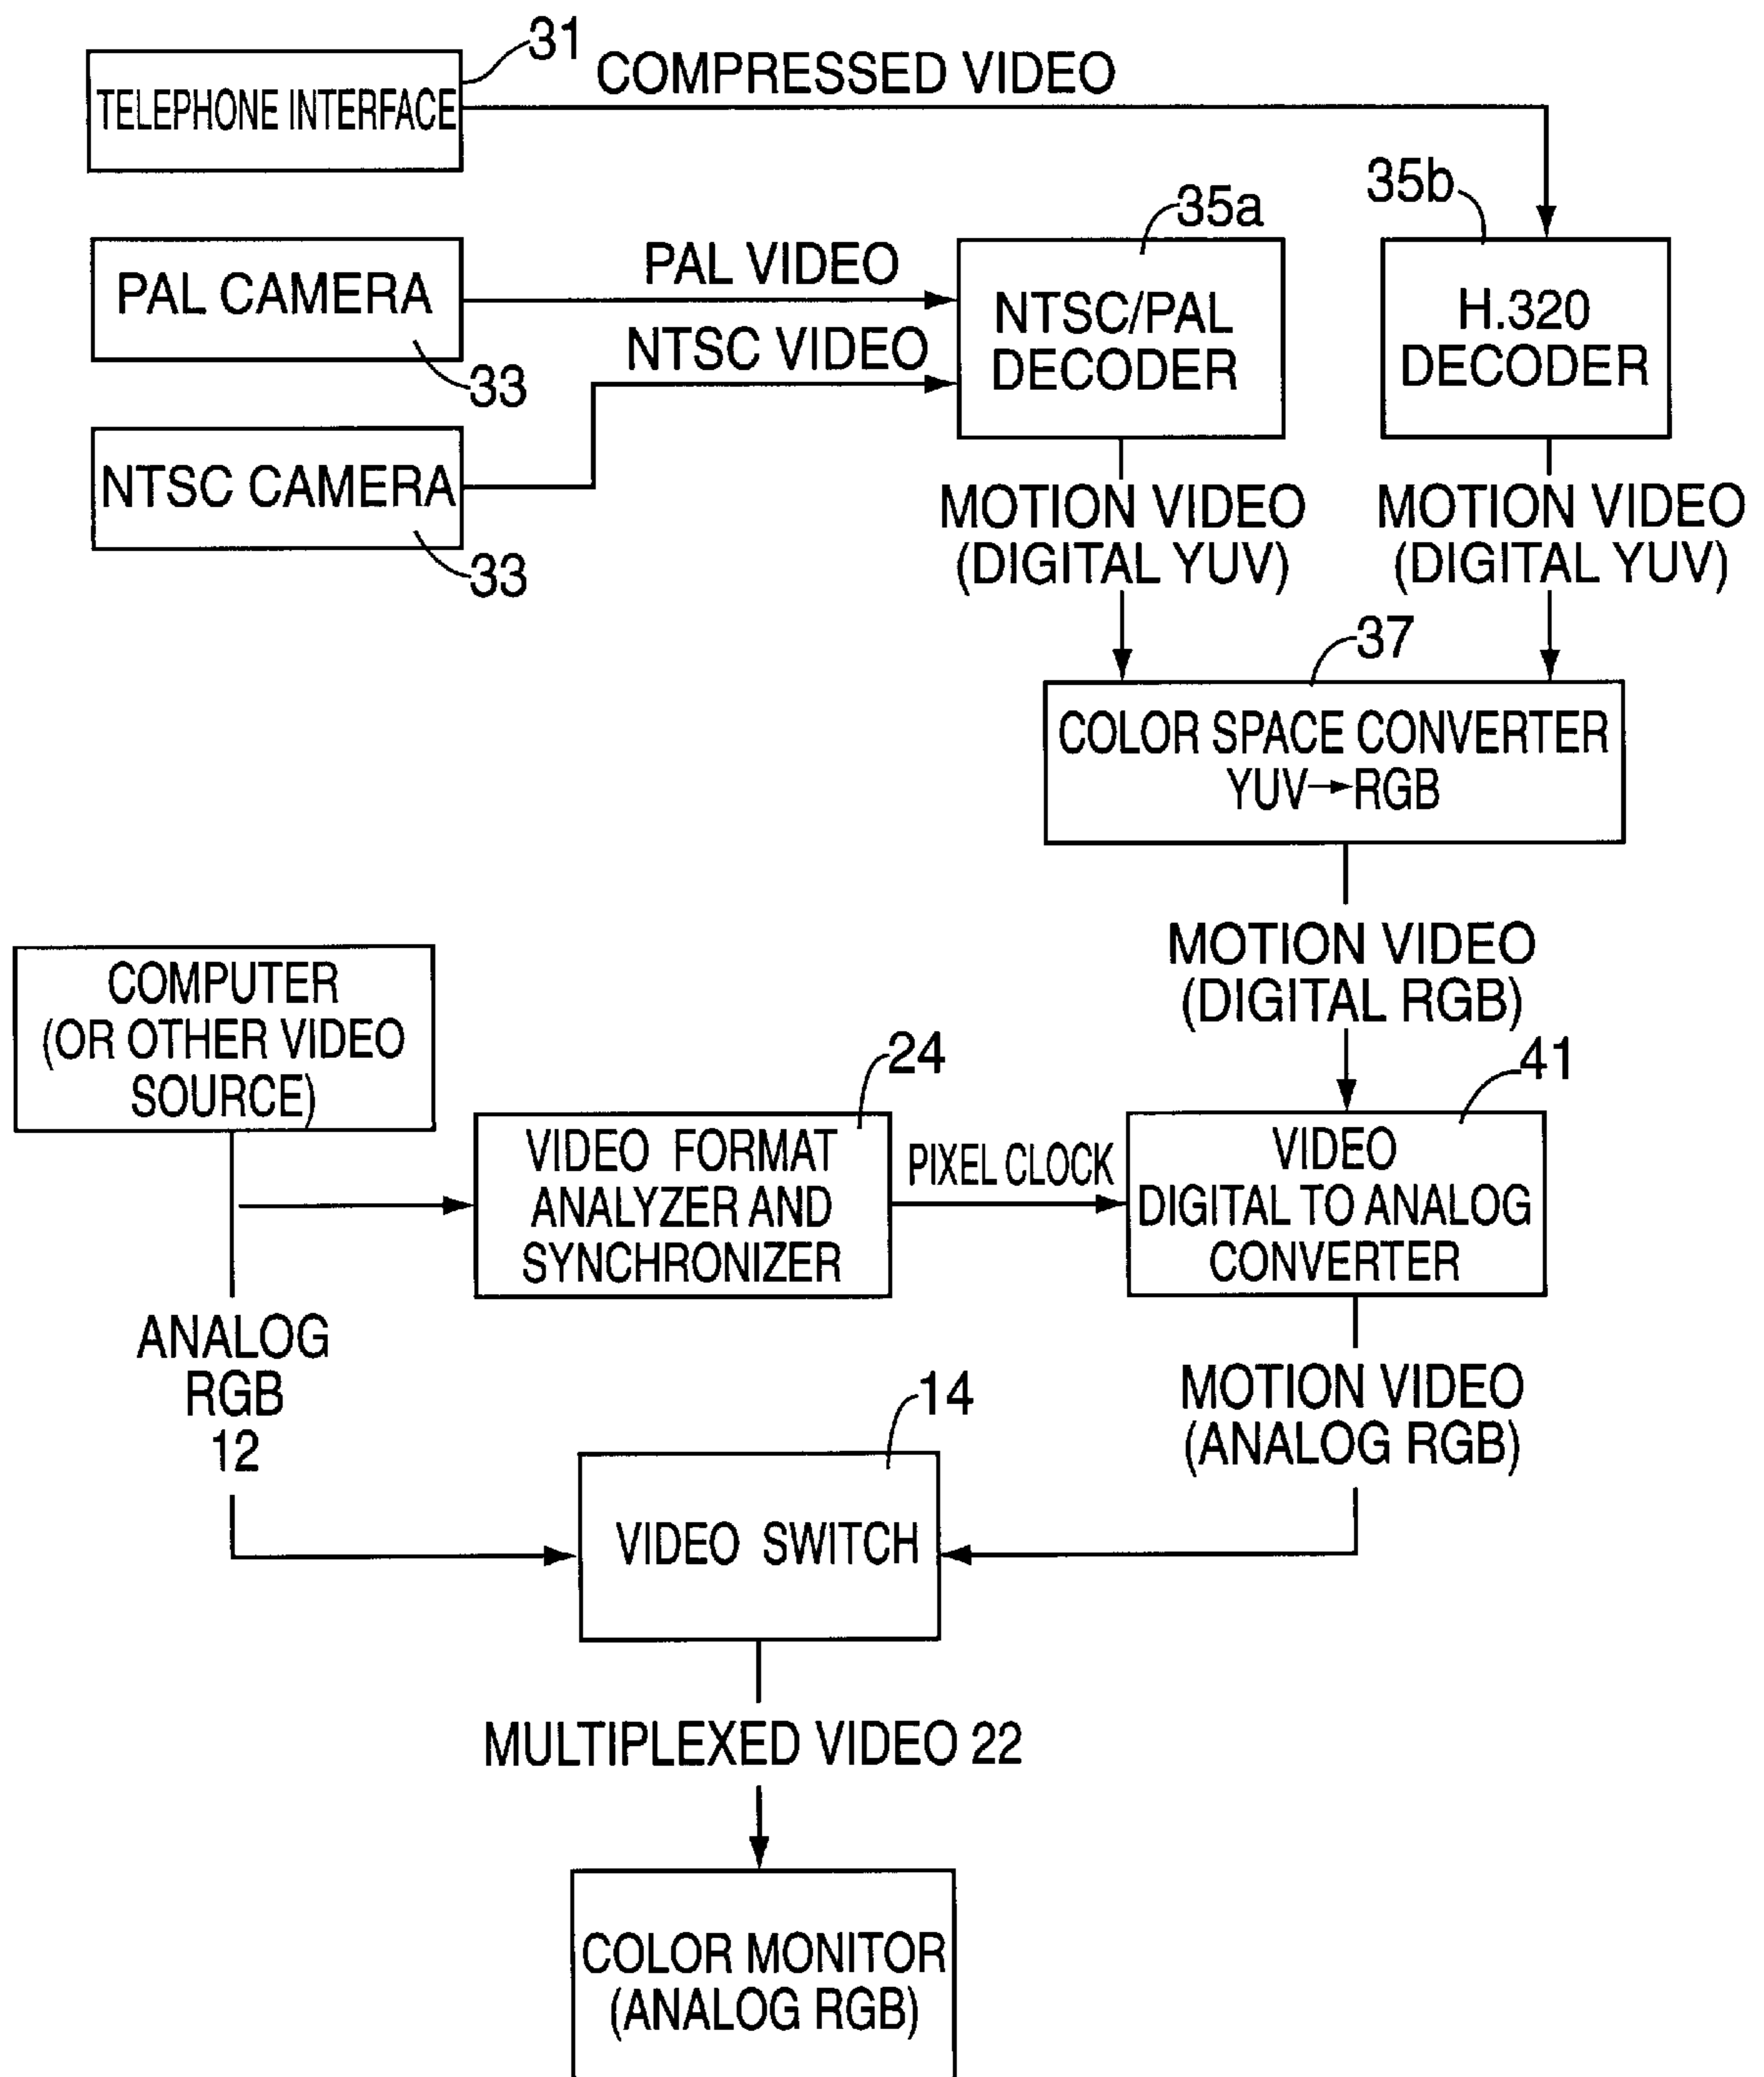 31
COMPRESSED VIDEO
TELEPHONE INTERFACE
35b
35a
PAL CAMERA
PAL VIDEO
33
NTSC VIDEO
NTSC/PAL
DECODER
H.320
DECODER
NTSC CAMERA
33
MOTION VIDEO
(DIGITAL YUV)
MOTION VIDEO
(DIGITAL YUV)
37
COLOR SPACE CONVERTER
YUV→RGB
MOTION VIDEO
(DIGITAL RGB)
COMPUTER
(OR OTHER VIDEO
SOURCE)
24
41
VIDEO FORMAT
ANALYZER AND
SYNCHRONIZER
PIXEL CLOCK
VIDEO
DIGITAL TO ANALOG
CONVERTER
ANALOG
RGB
12
MOTION VIDEO
(ANALOG RGB)
14
VIDEO SWITCH
MULTIPLEXED VIDEO 22
COLOR MONITOR
(ANALOG RGB)